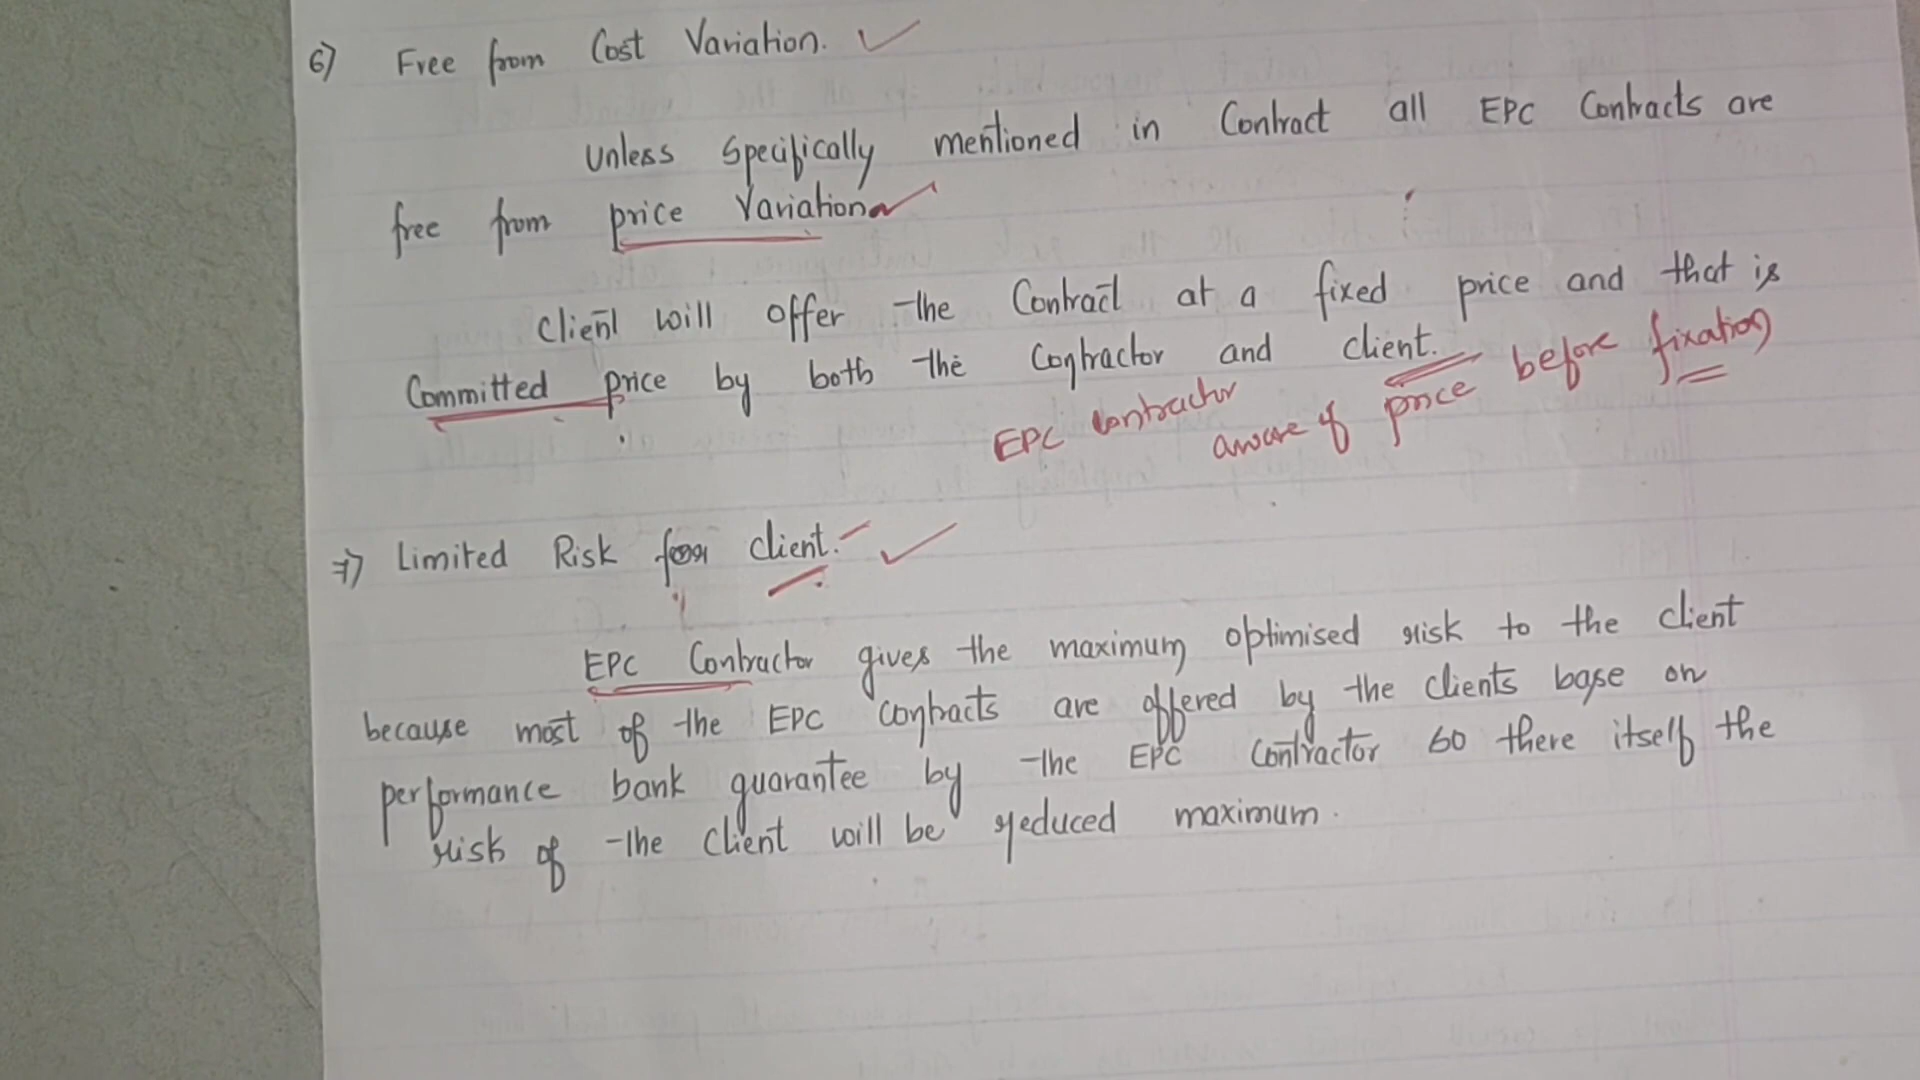 6) Free from Cost Variation.
Unless Specifically mentioned in Contract all EPC Contracts are
free from price Variation
Client will offer the Contract at a fixed price and that is
Committed price by both the Contractor and client.
EPC contractor aware of price before fixation
7) Limited Risk for client.
EPC Contractor gives the maximum optimised risk to the client
because most of the EPC contracts are offered by the clients base on
performance bank guarantee by the EPC Contractor so there itself the
risk of the client will be reduced maximum.